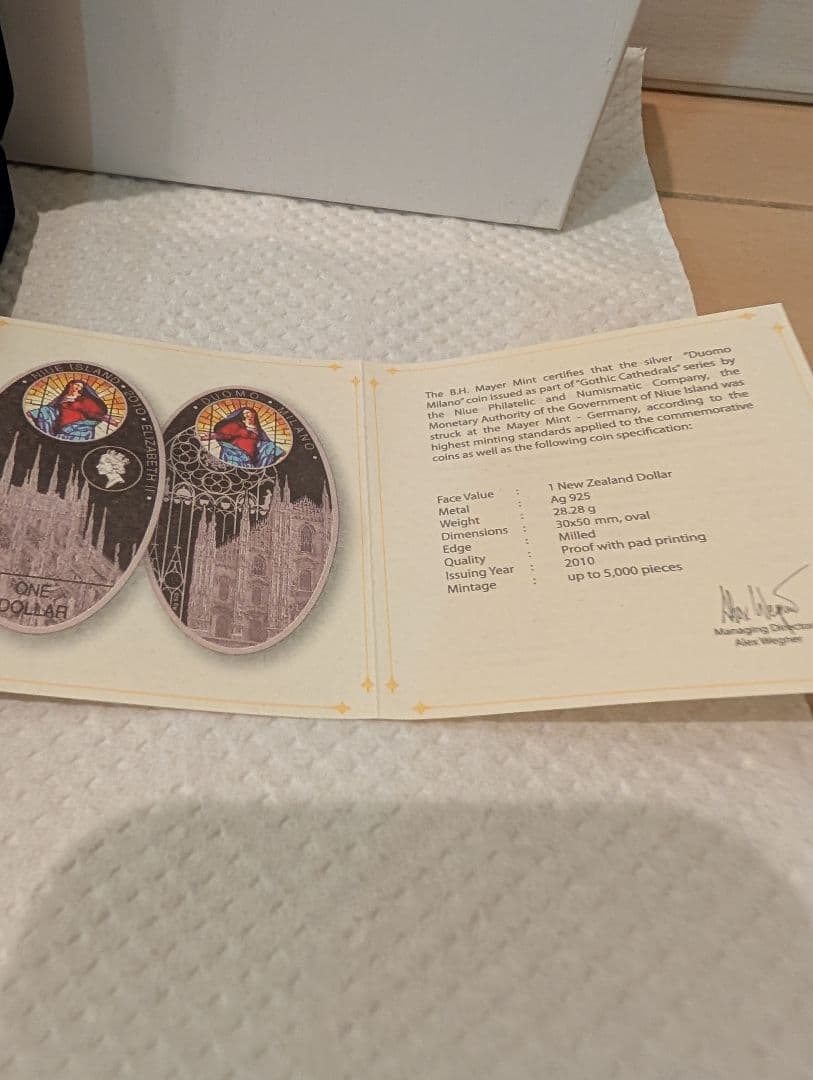 • NIUE ISLAND • 2010 • ELIZABETH II •
ONE
DOLLAR
• DUOMO • MILANO •
The B.H. Mayer Mint certifies that the silver "Duomo
Milano" coin issued as part of "Gothic Cathedrals" series by
the Niue Philatelic and Numismatic Company, the
Monetary Authority of the Government of Niue Island was
struck at the Mayer Mint - Germany, according to the
highest minting standards applied to the commemorative
coins as well as the following coin specification:
Face Value : 1 New Zealand Dollar
Metal : Ag 925
Weight : 28.28 g
Dimensions : 30x50 mm, oval
Edge : Milled
Quality : Proof with pad printing
Issuing Year : 2010
Mintage : up to 5,000 pieces
Alex Wegner
Managing Director
Alex Wegher